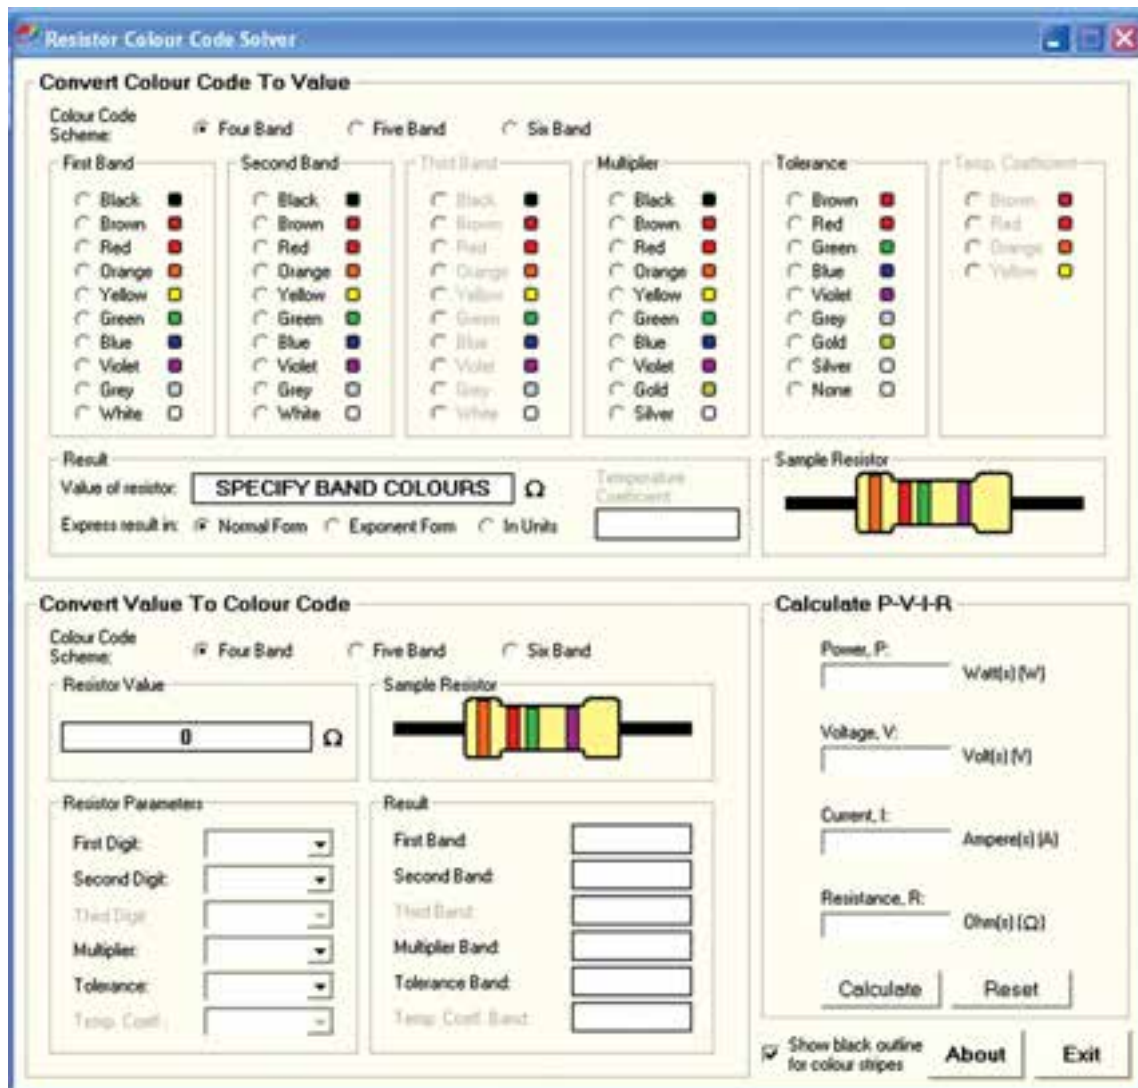 Resistor Colour Code Solver
Convert Colour Code To Value
Colour Code
Scheme:
Four Band
Five Band
Six Band
First Band
Black
Brown
Red
Orange
Yellow
Green
Blue
Violet
Grey
White
Second Band
Black
Brown
Red
Orange
Yellow
Green
Blue
Violet
Grey
White
Third Band
Black
Brown
Red
Orange
Yellow
Green
Blue
Violet
Grey
White
Multiplier
Black
Brown
Red
Orange
Yellow
Green
Blue
Violet
Gold
Silver
Tolerance
Brown
Red
Green
Blue
Violet
Grey
Gold
Silver
None
Temp. Coefficient
Brown
Red
Orange
Yellow
Result
Value of resistor:
SPECIFY BAND COLOURS
Ω
Temperature
Coefficient
Express result in:
Normal Form
Exponent Form
In Units
Sample Resistor
Convert Value To Colour Code
Colour Code
Scheme:
Four Band
Five Band
Six Band
Resistor Value
0
Ω
Sample Resistor
Resistor Parameters
First Digit:
Second Digit:
Third Digit
Multiplier:
Tolerance:
Temp. Coeff.:
Result
First Band:
Second Band:
Third Band:
Multiplier Band:
Tolerance Band:
Temp. Coeff. Band:
Calculate P-V-I-R
Power, P:
Watt(s) [W]
Voltage, V:
Volt(s) [V]
Current, I:
Ampere(s) [A]
Resistance, R:
Ohm(s) [Ω]
Calculate
Reset
Show black outline
for colour stripes
About
Exit